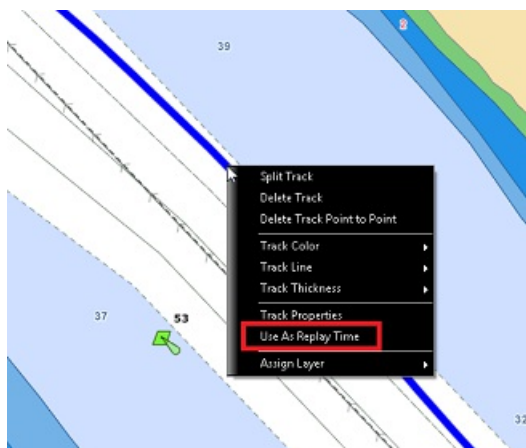 2
39
Split Track
Delete Track
Delete Track Point to Point
Track Color
Track Line
Track Thickness
Track Properties
Use As Replay Time
Assign Layer
37
53
32